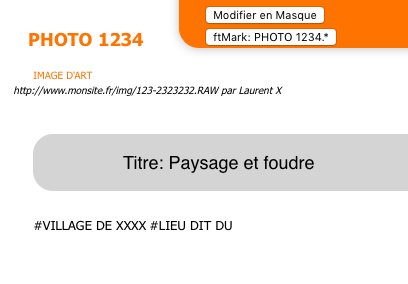 Modifier en Masque
PHOTO 1234
ftMark: PHOTO 1234.*
IMAGE D'ART
http://www.monsite.fr/img/123-2323232.RAW par Laurent X
Titre: Paysage et foudre
#VILLAGE DE XXXX #LIEU DIT DU